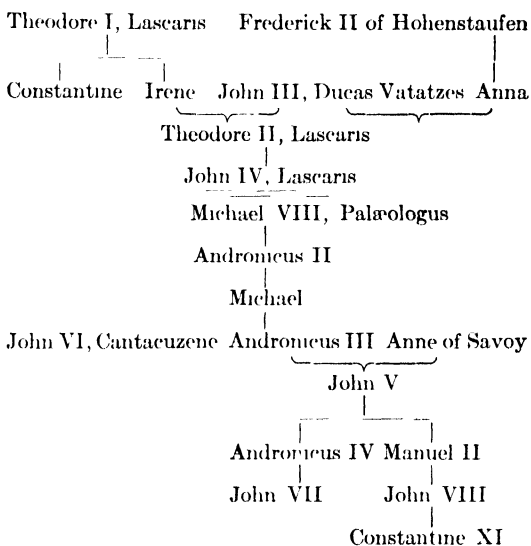 Theodore I, Lascaris Frederick II of Hohenstaufen
Constantine Irene John III, Ducas Vatatzes Anna
Theodore II, Lascaris
John IV, Lascaris
Michael VIII, Palæologus
Andronicus II
Michael
John VI, Cantacuzene Andronicus III Anne of Savoy
John V
Andronicus IV Manuel II
John VII John VIII
Constantine XI